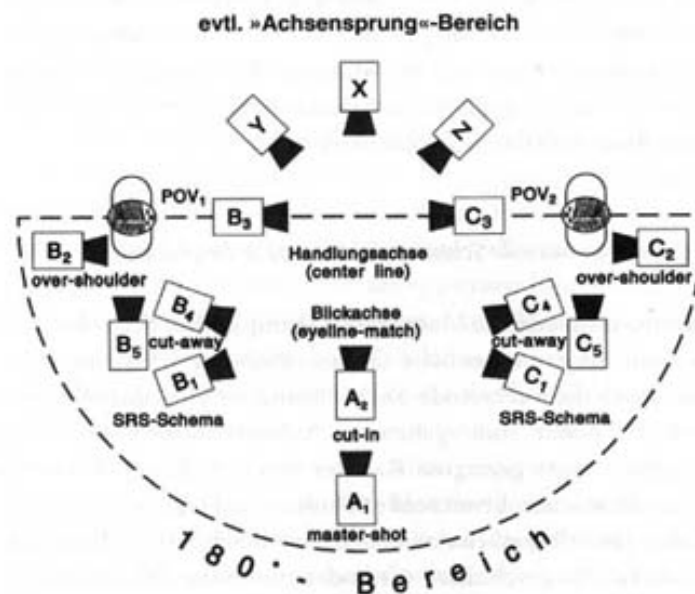 evtl. »Achsensprung«-Bereich
X
Y
Z
POV1
POV2
B3
C3
B2
C2
Handlungsachse
(center line)
over-shoulder
over-shoulder
B4
C4
Blickachse
(eyeline-match)
B5
cut-away
cut-away
C5
B1
C1
A2
SRS-Schema
SRS-Schema
cut-in
A1
master-shot
180°- Bereich